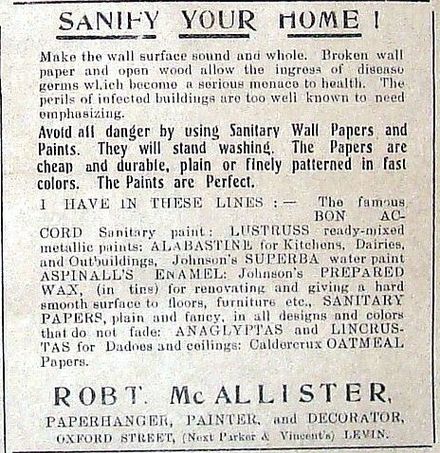 SANIFY YOUR HOME!
Make the wall surface sound and whole. Broken wall
paper and open wood allow the ingress of disease
germs which become a serious menace to health. The
perils of infected buildings are too well known to need
emphasizing.
Avoid all danger by using Sanitary Wall Papers and
Paints. They will stand washing. The Papers are
cheap and durable, plain or finely patterned in fast
colors. The Paints are Perfect.
I HAVE IN THESE LINES:— The famous
BON AC-
CORD Sanitary paint: LUSTRUSS ready-mixed
metallic paints: ALABASTINE for Kitchens, Dairies,
and Outbuildings, Johnson's SUPERBA water paint
ASPINALL'S ENAMEL: Johnson's PREPARED
WAX, (in tins) for renovating and giving a hard
smooth surface to floors, furniture etc., SANITARY
PAPERS, plain and fancy, in all designs and colors
that do not fade: ANAGLYPTAS and LINCRUS-
TAS for Dadoes and ceilings: Caldercrux OATMEAL
Papers.
ROBT. McALLISTER,
PAPERHANGER, PAINTER, and DECORATOR,
OXFORD STREET, (Next Parker & Vincent's) LEVIN.